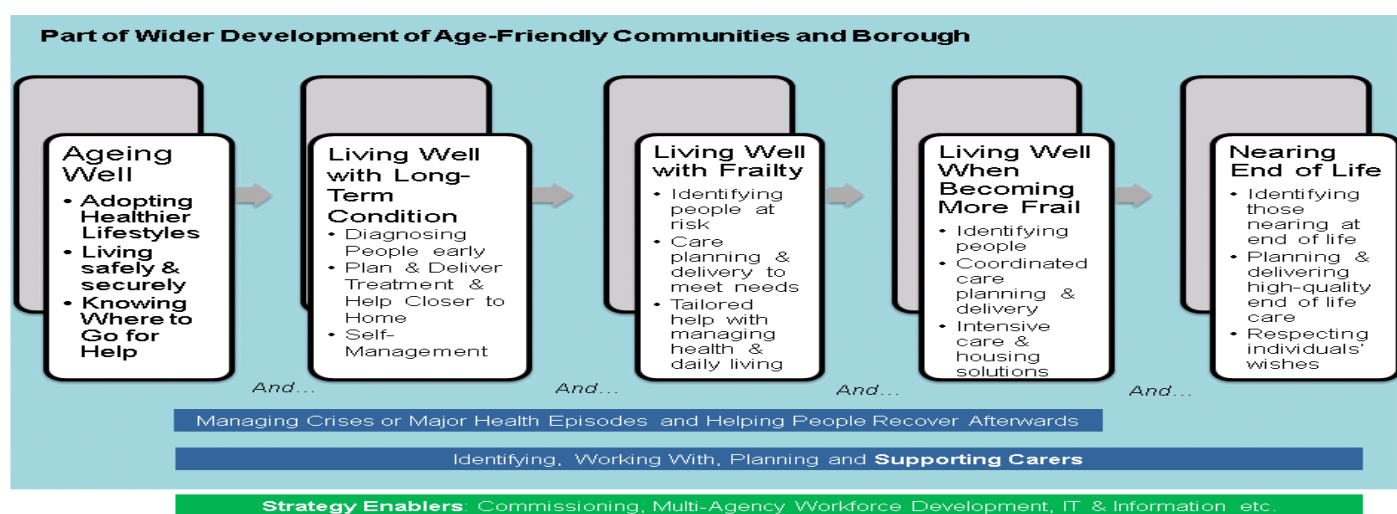 Part of Wider Development of Age-Friendly Communities and Borough
Ageing
Well
• Adopting
Healthier
Lifestyles
• Living
safely &
securely
• Knowing
Where to
Go for
Help
Living Well
with Long-
Term
Condition
• Diagnosing
People early
• Plan & Deliver
Treatment &
Help Closer to
Home
• Self-
Management
Living Well
with Frailty
• Identifying
people at
risk
• Care
planning &
delivery to
meet needs
• Tailored
help with
managing
health &
daily living
Living Well
When
Becoming
More Frail
• Identifying
people
• Coordinated
care
planning &
delivery
• Intensive
care &
housing
solutions
Nearing
End of Life
• Identifying
those
nearing at
end of life
• Planning &
delivering
high-quality
end of life
care
• Respecting
individuals'
wishes
And...
And...
And...
And...
Managing Crises or Major Health Episodes and Helping People Recover Afterwards
Identifying, Working With, Planning and Supporting Carers
Strategy Enablers: Commissioning, Multi-Agency Workforce Development, IT & Information etc.